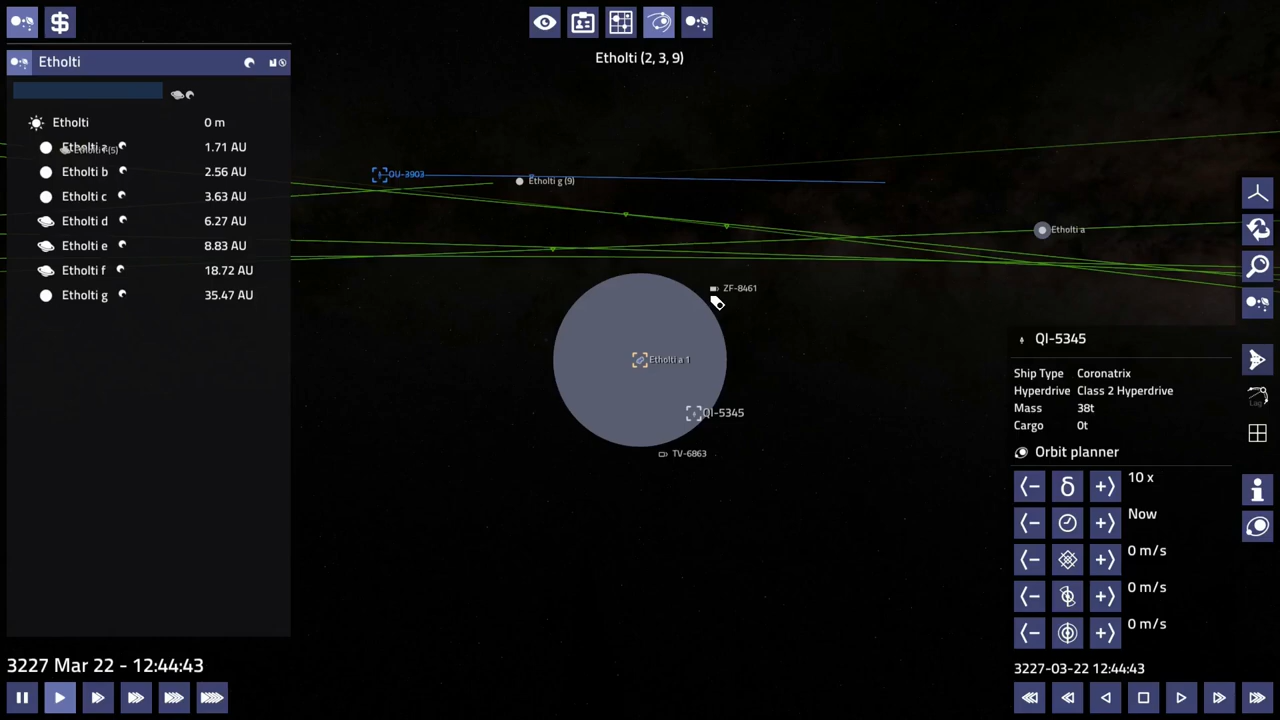 $
Etholti
Etholti (2, 3, 9)
Etholti 0 m
Etholti a 1.71 AU
Etholti b 2.56 AU
Etholti c 3.63 AU
Etholti d 6.27 AU
Etholti e 8.83 AU
Etholti f 18.72 AU
Etholti g 35.47 AU
OU-3903
Etholti g (9)
Etholti a
ZF-8461
Etholti a 1
QI-5345
TV-6863
QI-5345
Ship Type Coronatrix
Hyperdrive Class 2 Hyperdrive
Mass 38t
Cargo 0t
Lag
Orbit planner
10 x
Now
0 m/s
0 m/s
0 m/s
3227 Mar 22 - 12:44:43
3227-03-22 12:44:43